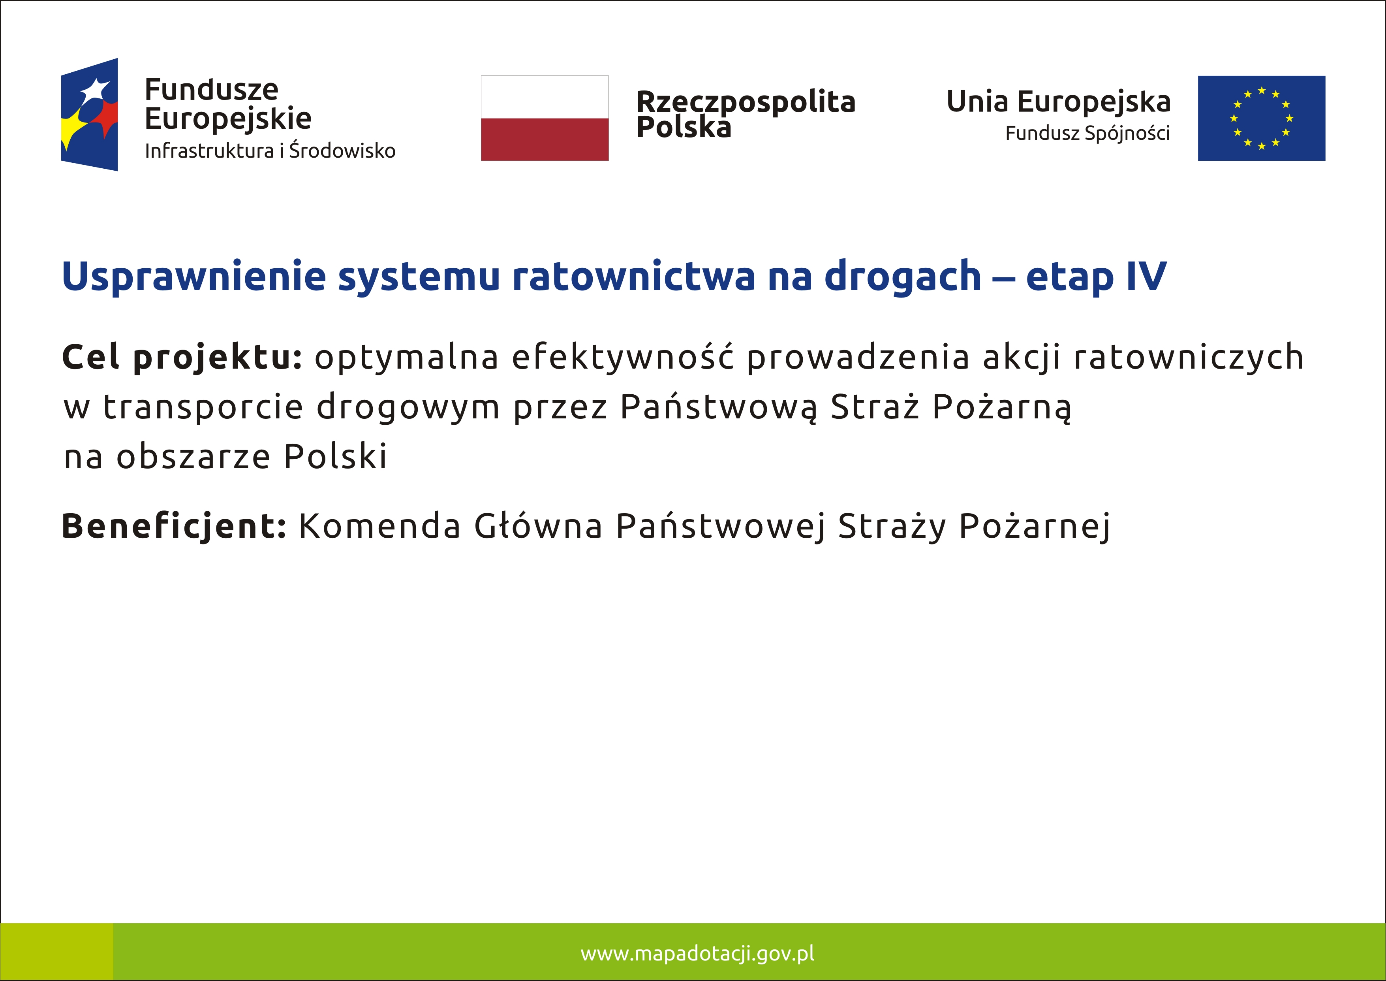 Fundusze
Europejskie
Infrastruktura i Środowisko
Rzeczpospolita
Polska
Unia Europejska
Fundusz Spójności
Usprawnienie systemu ratownictwa na drogach – etap IV
Cel projektu: optymalna efektywność prowadzenia akcji ratowniczych
w transporcie drogowym przez Państwową Straż Pożarną
na obszarze Polski
Beneficjent: Komenda Główna Państwowej Straży Pożarnej
www.mapadotacji.gov.pl